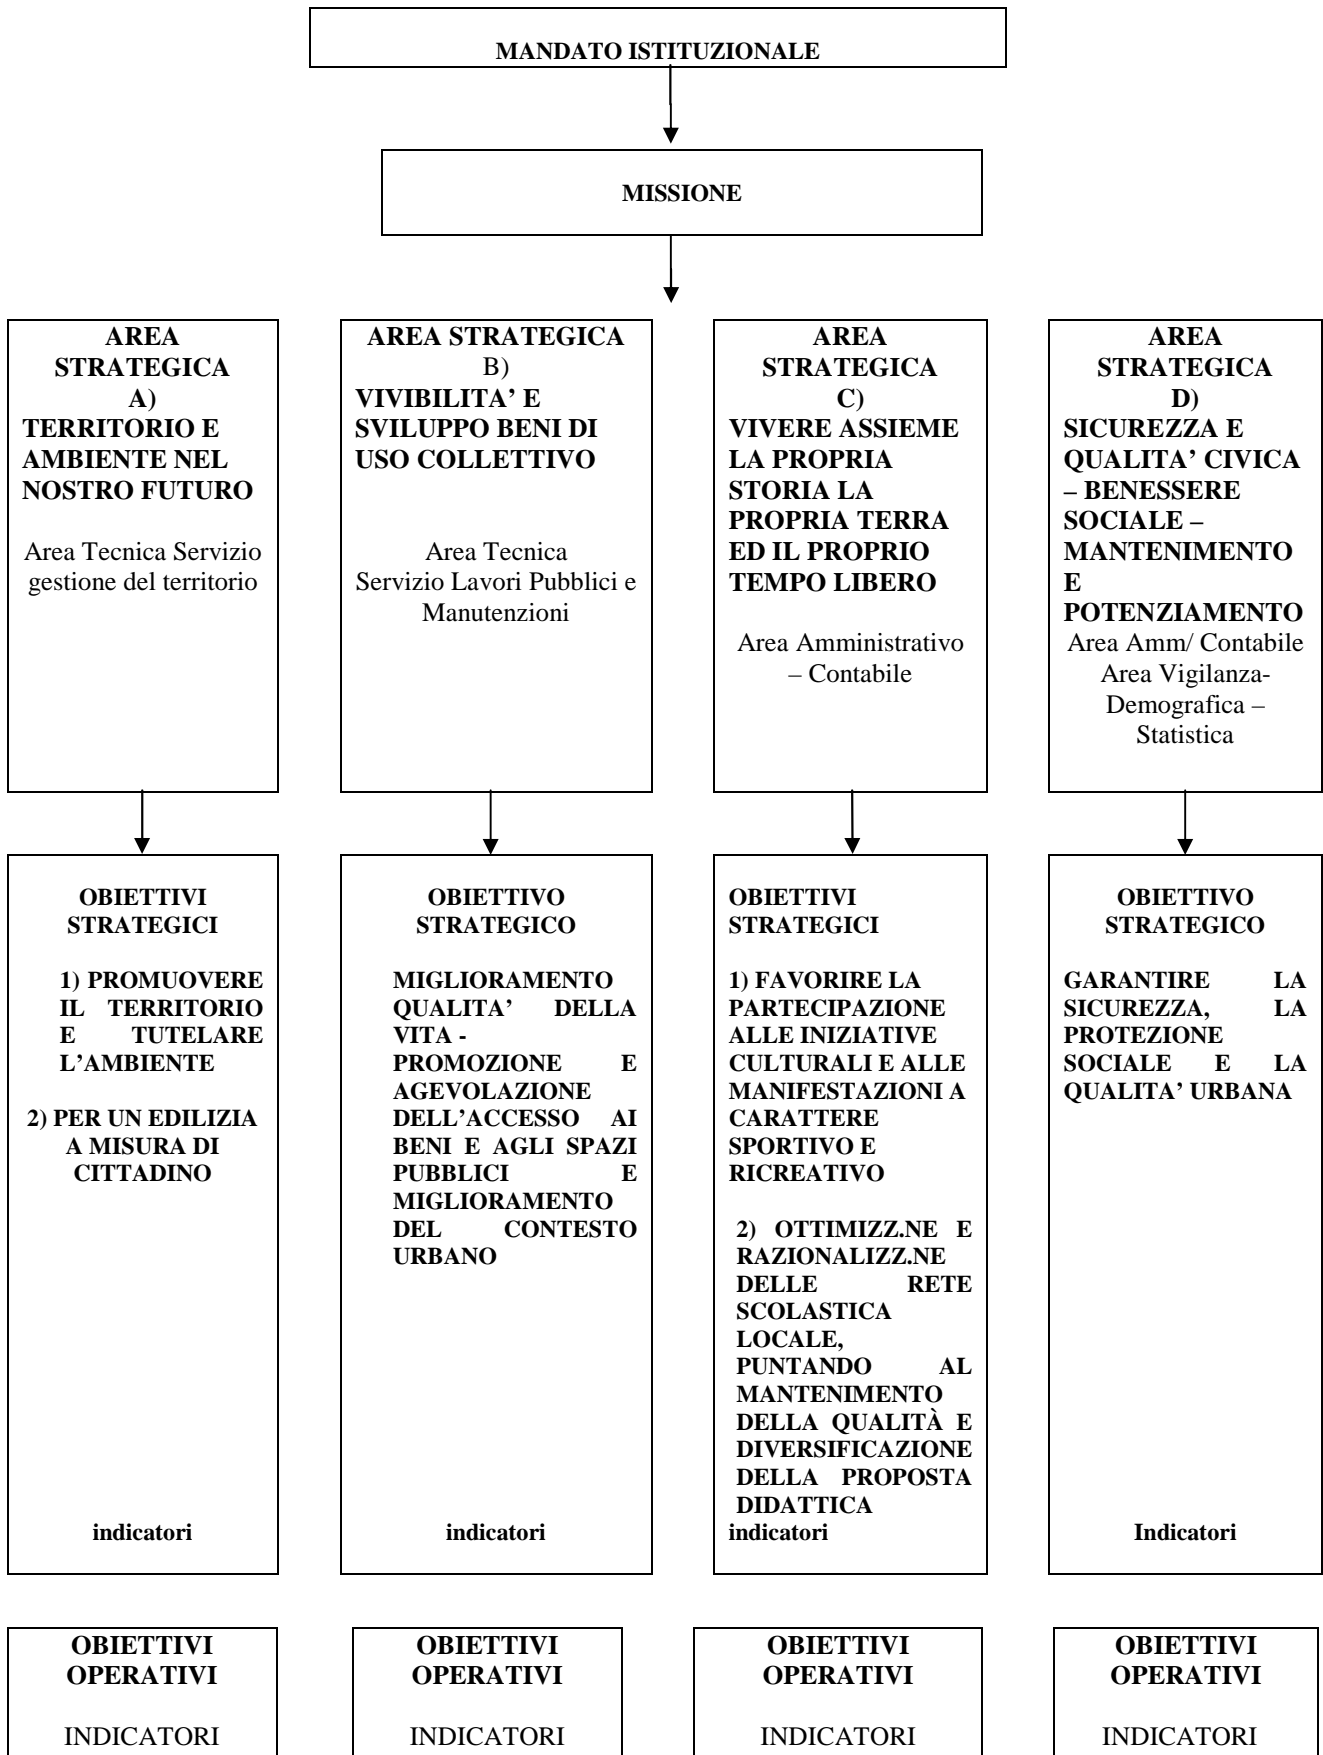 MANDATO ISTITUZIONALE
MISSIONE
AREA
STRATEGICA
A)
TERRITORIO E
AMBIENTE NEL
NOSTRO FUTURO
Area Tecnica Servizio
gestione del territorio
AREA STRATEGICA
B)
VIVIBILITA’ E
SVILUPPO BENI DI
USO COLLETTIVO
Area Tecnica
Servizio Lavori Pubblici e
Manutenzioni
AREA
STRATEGICA
C)
VIVERE ASSIEME
LA PROPRIA
STORIA LA
PROPRIA TERRA
ED IL PROPRIO
TEMPO LIBERO
Area Amministrativo
– Contabile
AREA
STRATEGICA
D)
SICUREZZA E
QUALITA’ CIVICA
– BENESSERE
SOCIALE –
MANTENIMENTO
E
POTENZIAMENTO
Area Amm/ Contabile
Area Vigilanza-
Demografica –
Statistica
OBIETTIVI
STRATEGICI
1) PROMUOVERE
IL TERRITORIO
E TUTELARE
L’AMBIENTE
2) PER UN EDILIZIA
A MISURA DI
CITTADINO
indicatori
OBIETTIVO
STRATEGICO
MIGLIORAMENTO
QUALITA’ DELLA
VITA -
PROMOZIONE E
AGEVOLAZIONE
DELL’ACCESSO AI
BENI E AGLI SPAZI
PUBBLICI E
MIGLIORAMENTO
DEL CONTESTO
URBANO
indicatori
OBIETTIVI
STRATEGICI
1) FAVORIRE LA
PARTECIPAZIONE
ALLE INIZIATIVE
CULTURALI E ALLE
MANIFESTAZIONI A
CARATTERE
SPORTIVO E
RICREATIVO
2) OTTIMIZZ.NE E
RAZIONALIZZ.NE
DELLE RETE
SCOLASTICA
LOCALE,
PUNTANDO AL
MANTENIMENTO
DELLA QUALITÀ E
DIVERSIFICAZIONE
DELLA PROPOSTA
DIDATTICA
indicatori
OBIETTIVO
STRATEGICO
GARANTIRE LA
SICUREZZA, LA
PROTEZIONE
SOCIALE E LA
QUALITA’ URBANA
Indicatori
OBIETTIVI
OPERATIVI
INDICATORI
OBIETTIVI
OPERATIVI
INDICATORI
OBIETTIVI
OPERATIVI
INDICATORI
OBIETTIVI
OPERATIVI
INDICATORI